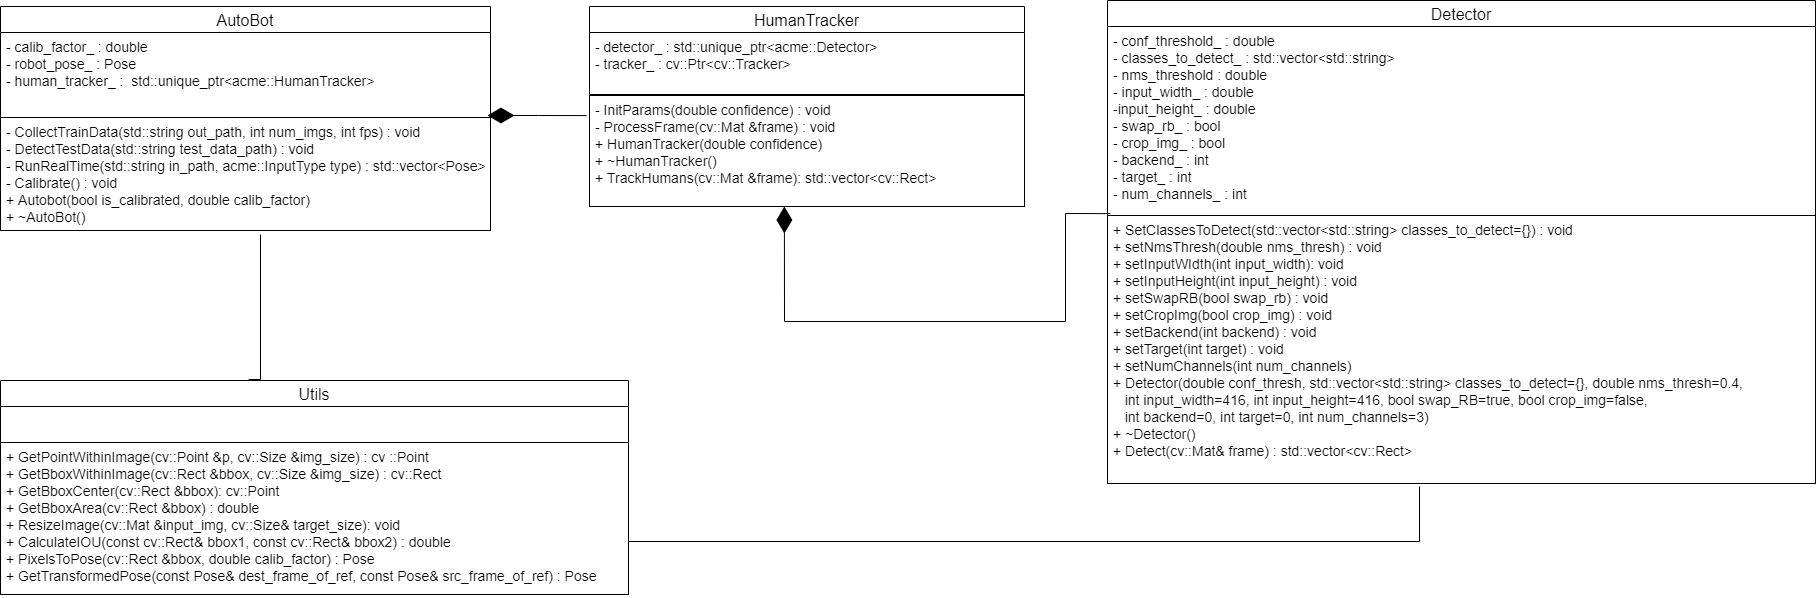 AutoBot
- calib_factor_ : double
- robot_pose_ : Pose
- human_tracker_ :  std::unique_ptr<acme::HumanTracker>
- CollectTrainData(std::string out_path, int num_imgs, int fps) : void
- DetectTestData(std::string test_data_path) : void
- RunRealTime(std::string in_path, acme::InputType type) : std::vector<Pose>
- Calibrate() : void
+ Autobot(bool is_calibrated, double calib_factor)
+ ~AutoBot()
HumanTracker
- detector_ : std::unique_ptr<acme::Detector>
- tracker_ : cv::Ptr<cv::Tracker>
- InitParams(double confidence) : void
- ProcessFrame(cv::Mat &frame) : void
+ HumanTracker(double confidence)
+ ~HumanTracker()
+ TrackHumans(cv::Mat &frame): std::vector<cv::Rect>
Detector
- conf_threshold_ : double
- classes_to_detect_ : std::vector<std::string>
- nms_threshold : double
- input_width_ : double
-input_height_ : double
- swap_rb_ : bool
- crop_img_ : bool
- backend_ : int
- target_ : int
- num_channels_ : int
+ SetClassesToDetect(std::vector<std::string> classes_to_detect={}) : void
+ setNmsThresh(double nms_thresh) : void
+ setInputWIdth(int input_width): void
+ setInputHeight(int input_height) : void
+ setSwapRB(bool swap_rb) : void
+ setCropImg(bool crop_img) : void
+ setBackend(int backend) : void
+ setTarget(int target) : void
+ setNumChannels(int num_channels)
+ Detector(double conf_thresh, std::vector<std::string> classes_to_detect={}, double nms_thresh=0.4,
int input_width=416, int input_height=416, bool swap_RB=true, bool crop_img=false,
int backend=0, int target=0, int num_channels=3)
+ ~Detector()
+ Detect(cv::Mat& frame) : std::vector<cv::Rect>
Utils
+ GetPointWithinImage(cv::Point &p, cv::Size &img_size) : cv ::Point
+ GetBboxWithinImage(cv::Rect &bbox, cv::Size &img_size) : cv::Rect
+ GetBboxCenter(cv::Rect &bbox): cv::Point
+ GetBboxArea(cv::Rect &bbox) : double
+ ResizeImage(cv::Mat &input_img, cv::Size& target_size): void
+ CalculateIOU(const cv::Rect& bbox1, const cv::Rect& bbox2) : double
+ PixelsToPose(cv::Rect &bbox, double calib_factor) : Pose
+ GetTransformedPose(const Pose& dest_frame_of_ref, const Pose& src_frame_of_ref) : Pose